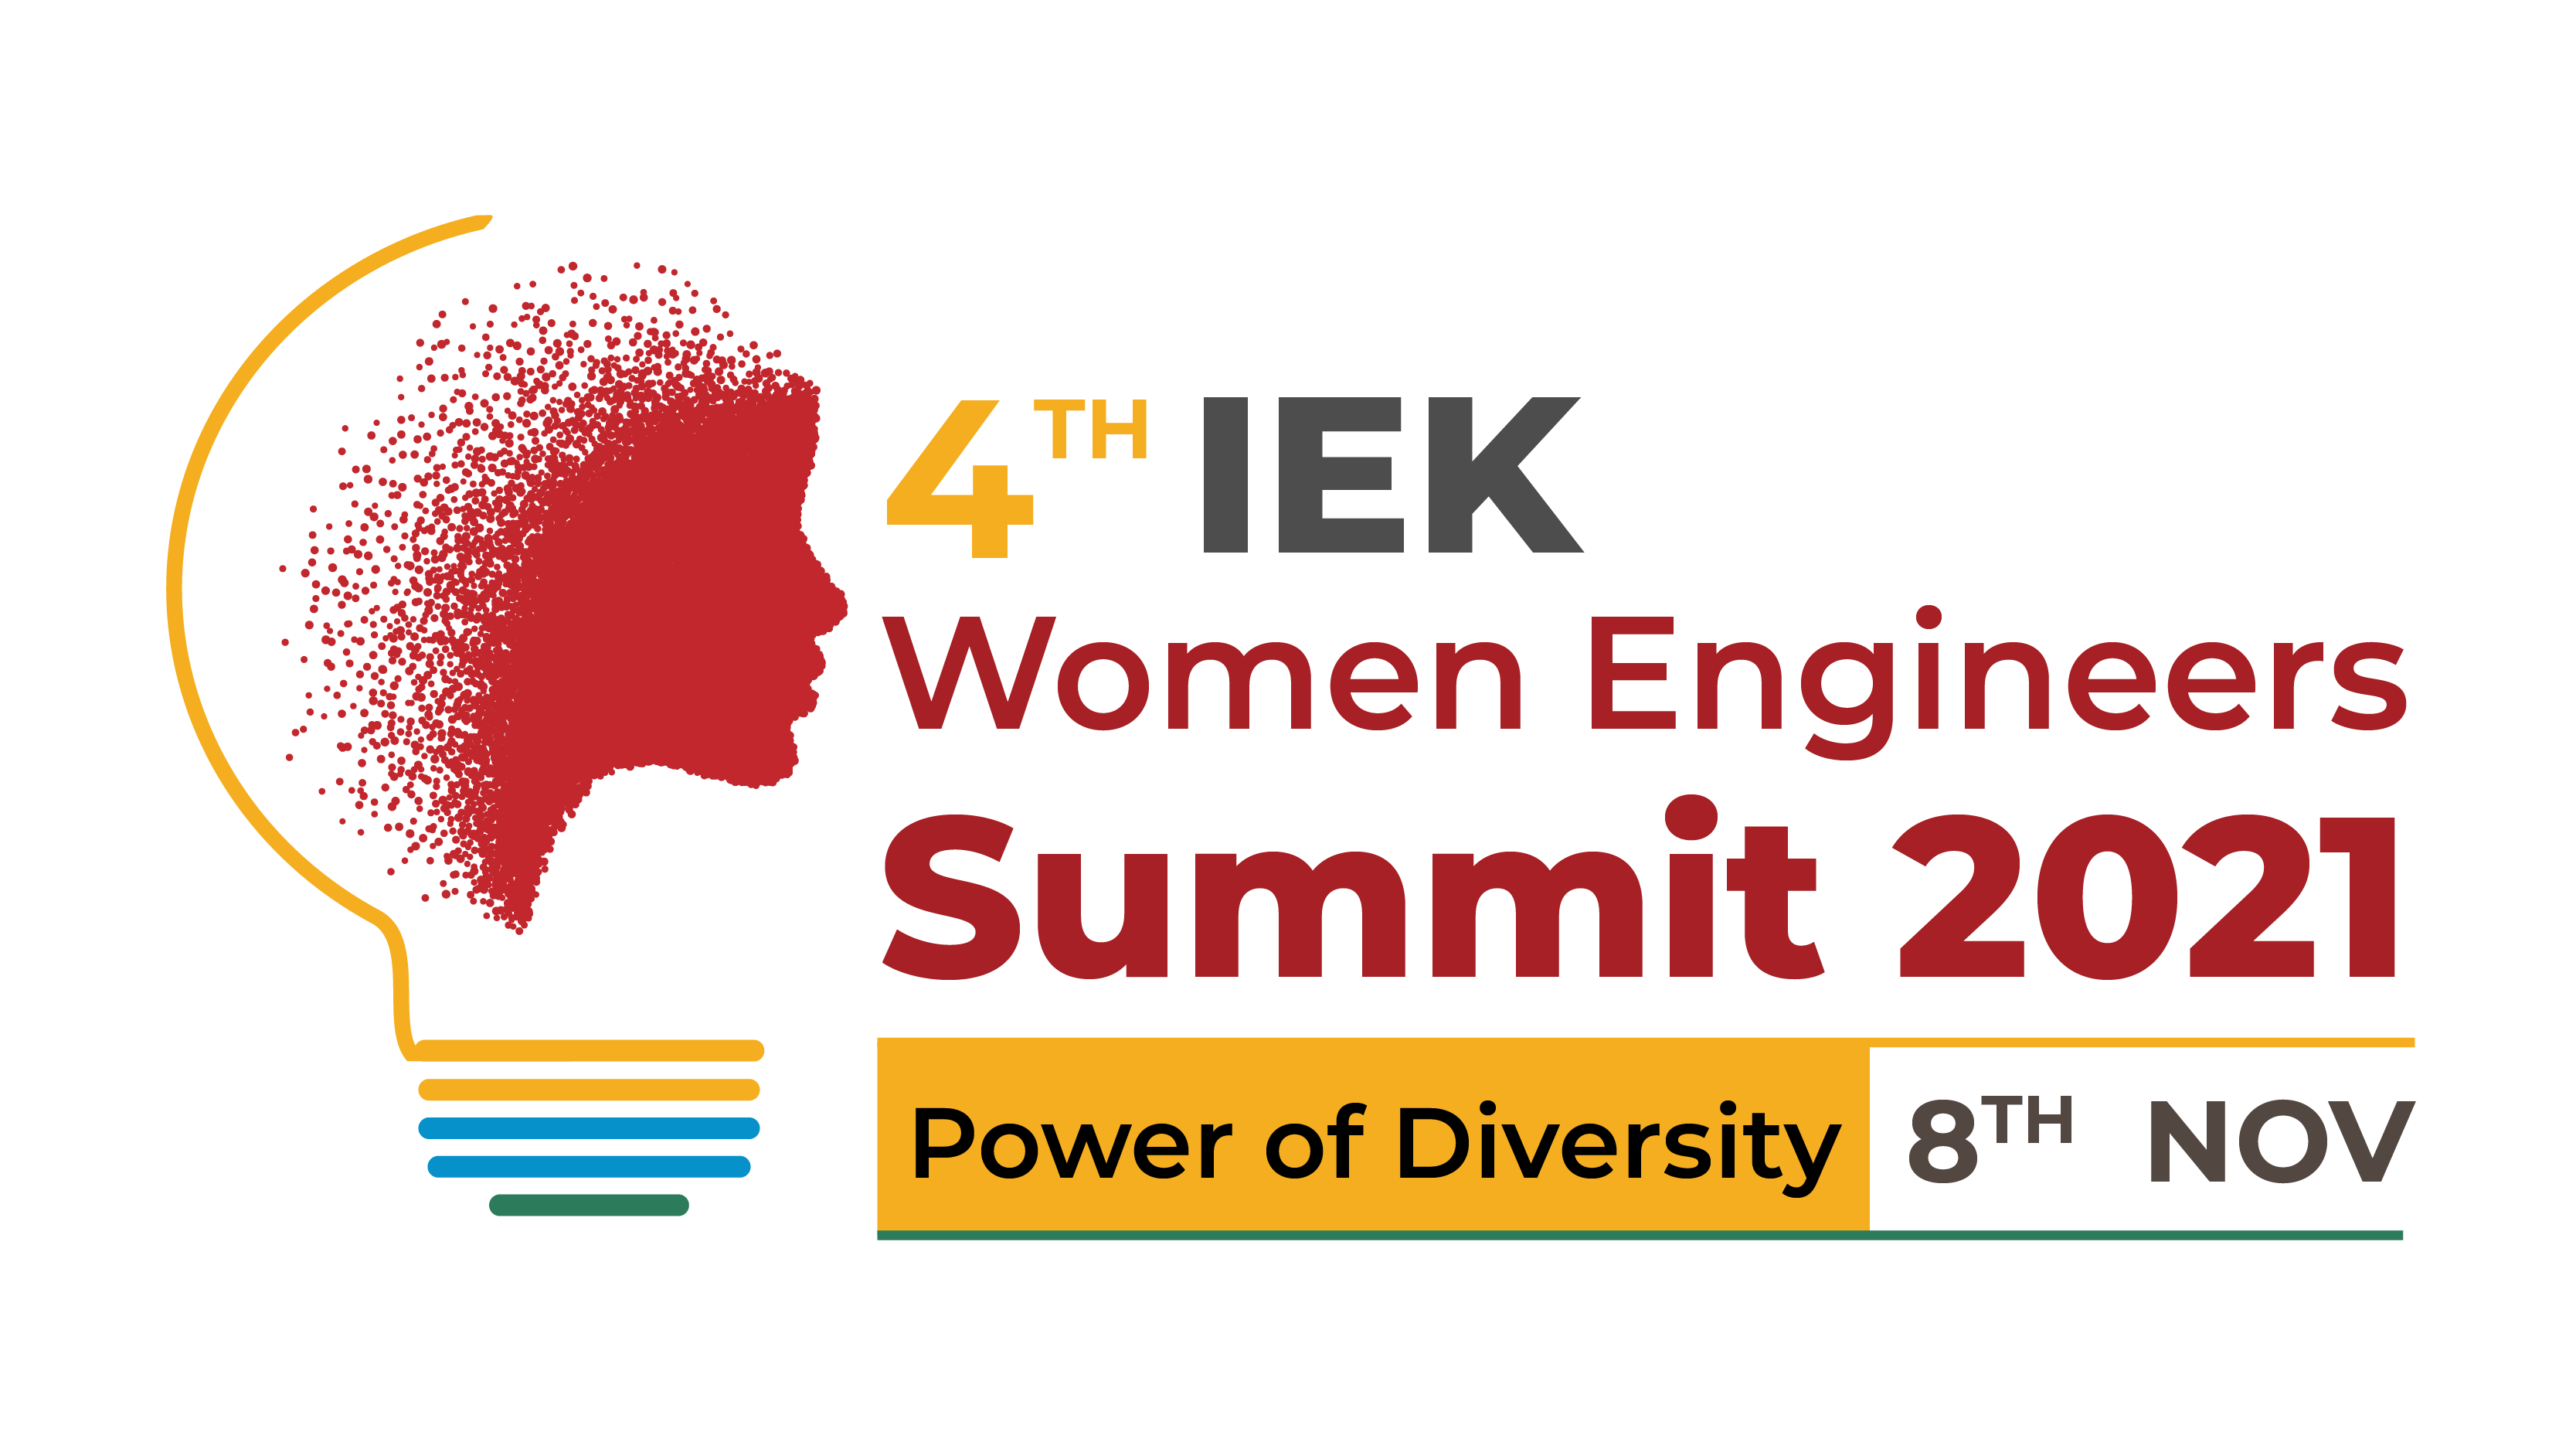 4TH IEK
Women Engineers
Summit 2021
Power of Diversity 8TH NOV